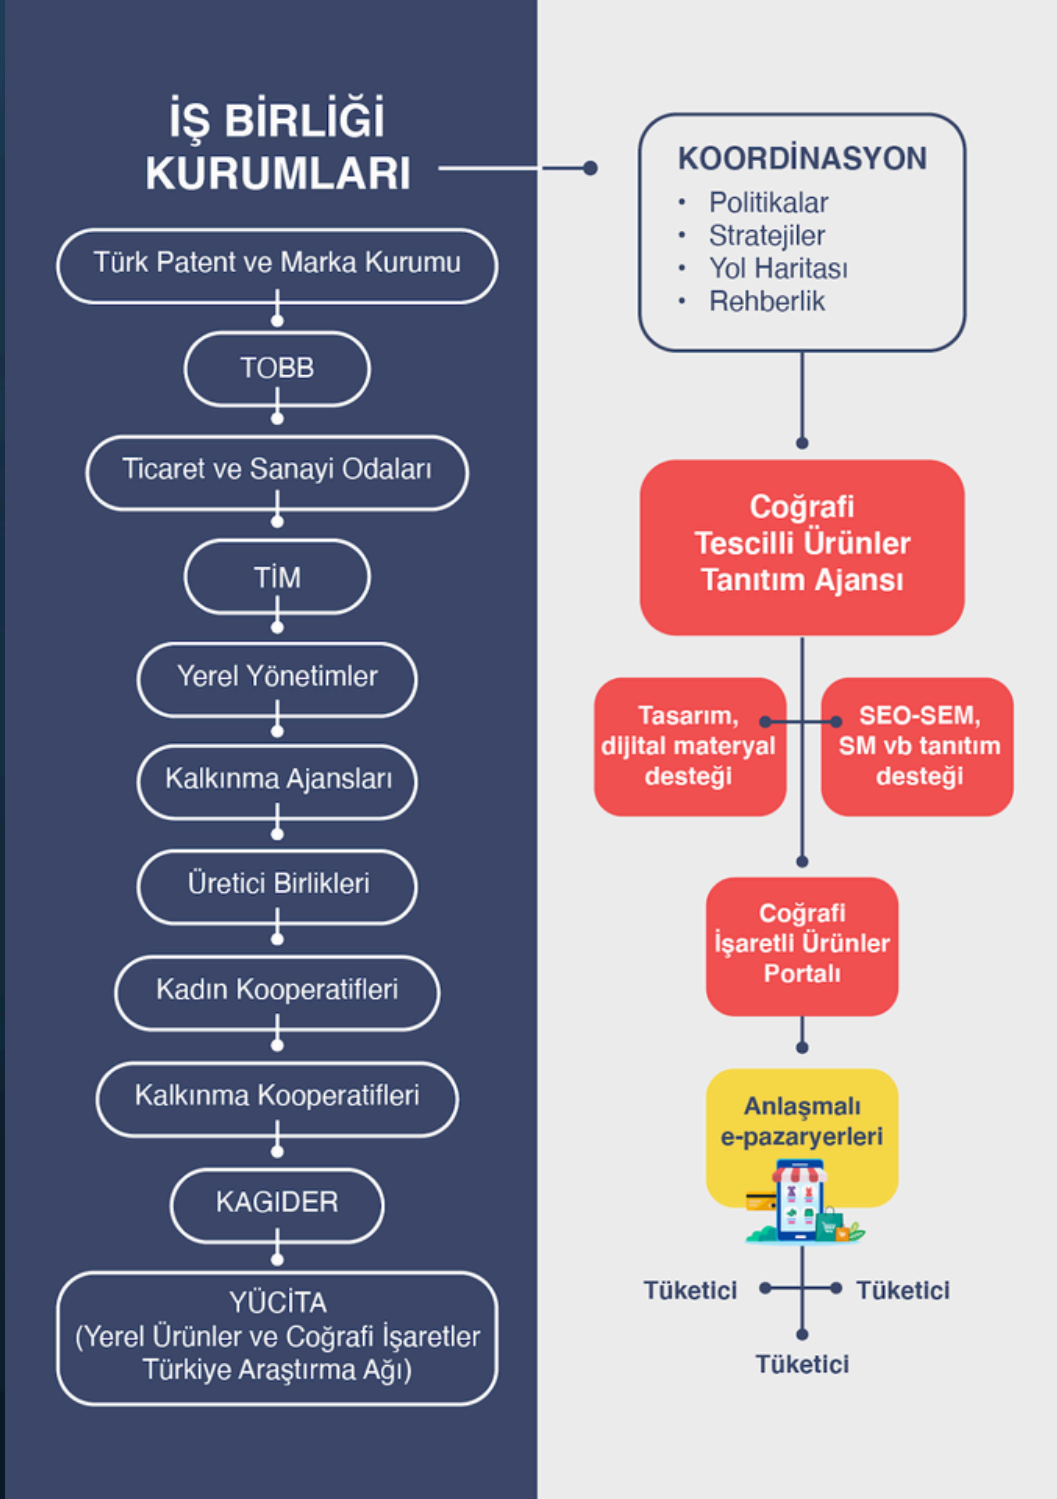 İŞ BİRLİĞİ
KURUMLARI
Türk Patent ve Marka Kurumu
TOBB
Ticaret ve Sanayi Odaları
TİM
Yerel Yönetimler
Kalkınma Ajansları
Üretici Birlikleri
Kadın Kooperatifleri
Kalkınma Kooperatifleri
KAGIDER
YÜCİTA
(Yerel Ürünler ve Coğrafi İşaretler
Türkiye Araştırma Ağı)
KOORDİNASYON
• Politikalar
• Stratejiler
• Yol Haritası
• Rehberlik
Coğrafi
Tescilli Ürünler
Tanıtım Ajansı
Tasarım,
dijital materyal
desteği
SEO-SEM,
SM vb tanıtım
desteği
Coğrafi
İşaretli Ürünler
Portalı
Anlaşmalı
e-pazaryerleri
Tüketici
Tüketici
Tüketici